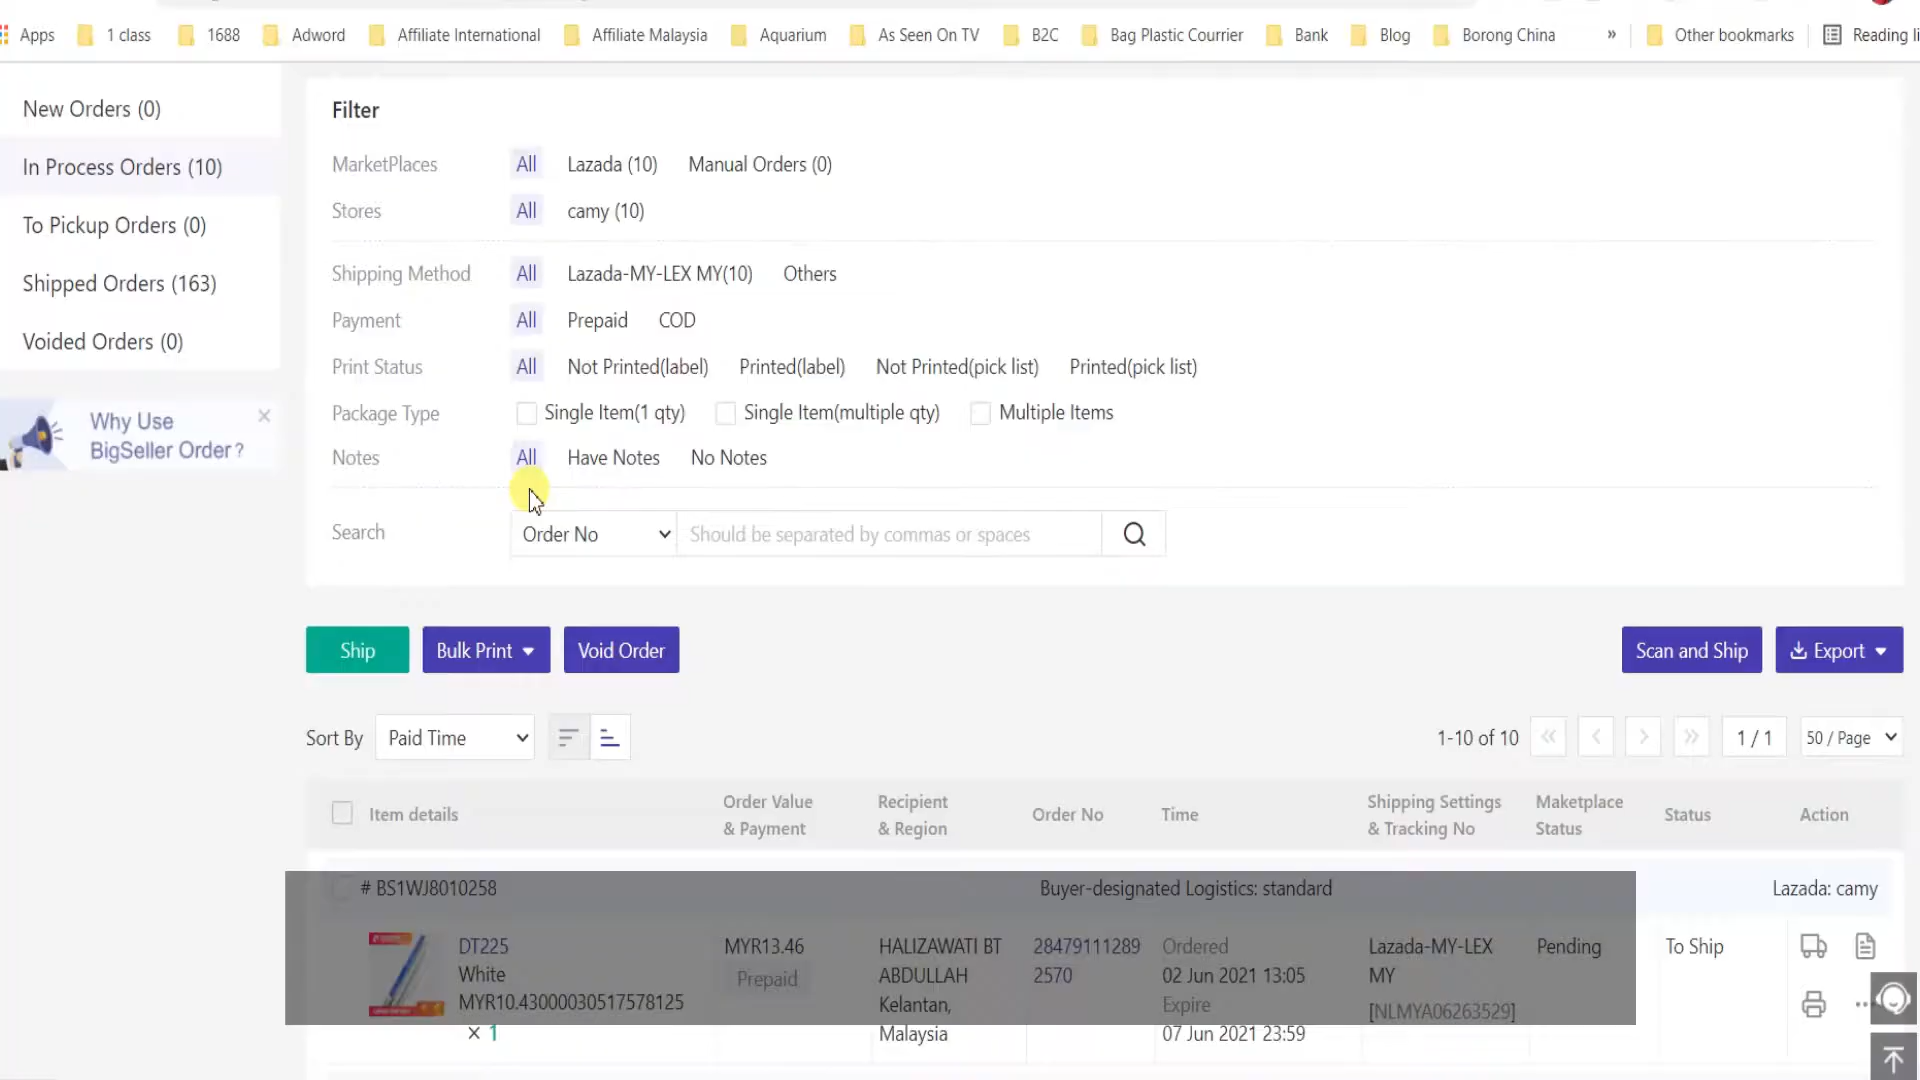 Apps 1 class 1688 Adword Affiliate International Affiliate Malaysia Aquarium As Seen On TV B2C Bag Plastic Courrier Bank Blog Borong China » Other bookmarks Reading li
New Orders (0)
In Process Orders (10)
To Pickup Orders (0)
Shipped Orders (163)
Voided Orders (0)
Why Use
BigSeller Order?
Filter
MarketPlaces All Lazada (10) Manual Orders (0)
Stores All camy (10)
Shipping Method All Lazada-MY-LEX MY(10) Others
Payment All Prepaid COD
Print Status All Not Printed(label) Printed(label) Not Printed(pick list) Printed(pick list)
Package Type Single Item(1 qty) Single Item(multiple qty) Multiple Items
Notes All Have Notes No Notes
Search Order No Should be separated by commas or spaces
Ship Bulk Print Void Order Scan and Ship Export
Sort By Paid Time 1-10 of 10 1 / 1 50 / Page
Item details Order Value & Payment Recipient & Region Order No Time Shipping Settings & Tracking No Maketplace Status Status Action
# BS1WJ8010258 Buyer-designated Logistics: standard Lazada: camy
DT225 MYR13.46 HALIZAWATI BT 28479111289 Ordered Lazada-MY-LEX Pending To Ship
White Prepaid ABDULLAH 2570 02 Jun 2021 13:05 MY
MYR10.43000030517578125 Kelantan, Expire [NLMYA06263529]
× 1 Malaysia 07 Jun 2021 23:59